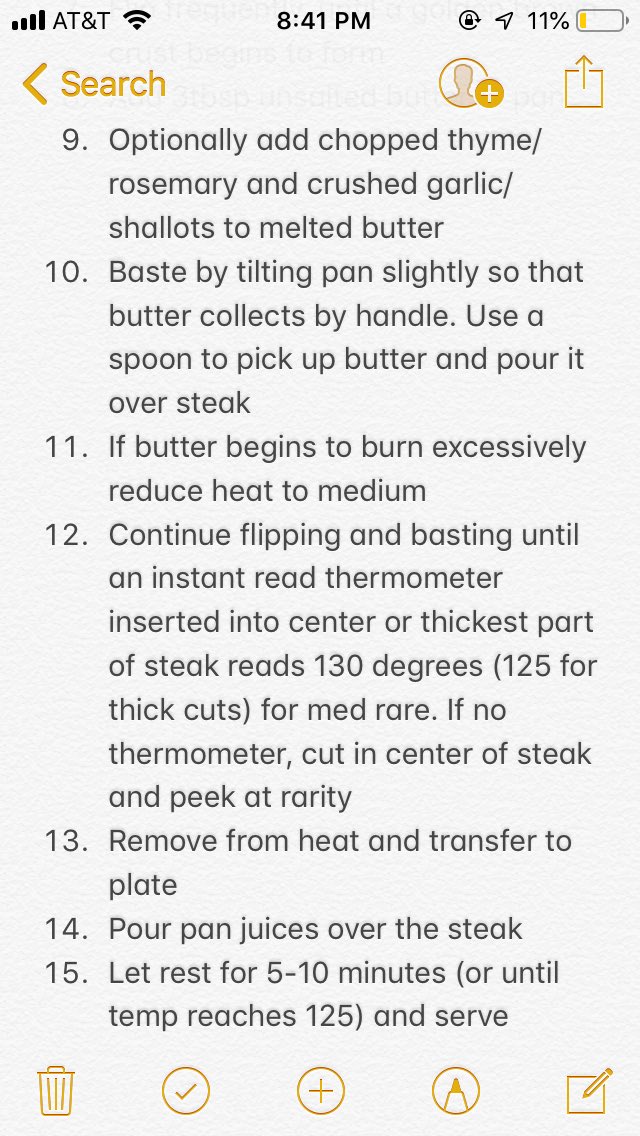 AT&T 8:41 PM 11%
crust begins to form
Search
3tbsp unsalted
9. Optionally add chopped thyme/
rosemary and crushed garlic/
shallots to melted butter
10. Baste by tilting pan slightly so that
butter collects by handle. Use a
spoon to pick up butter and pour it
over steak
11. If butter begins to burn excessively
reduce heat to medium
12. Continue flipping and basting until
an instant read thermometer
inserted into center or thickest part
of steak reads 130 degrees (125 for
thick cuts) for med rare. If no
thermometer, cut in center of steak
and peek at rarity
13. Remove from heat and transfer to
plate
14. Pour pan juices over the steak
15. Let rest for 5-10 minutes (or until
temp reaches 125) and serve